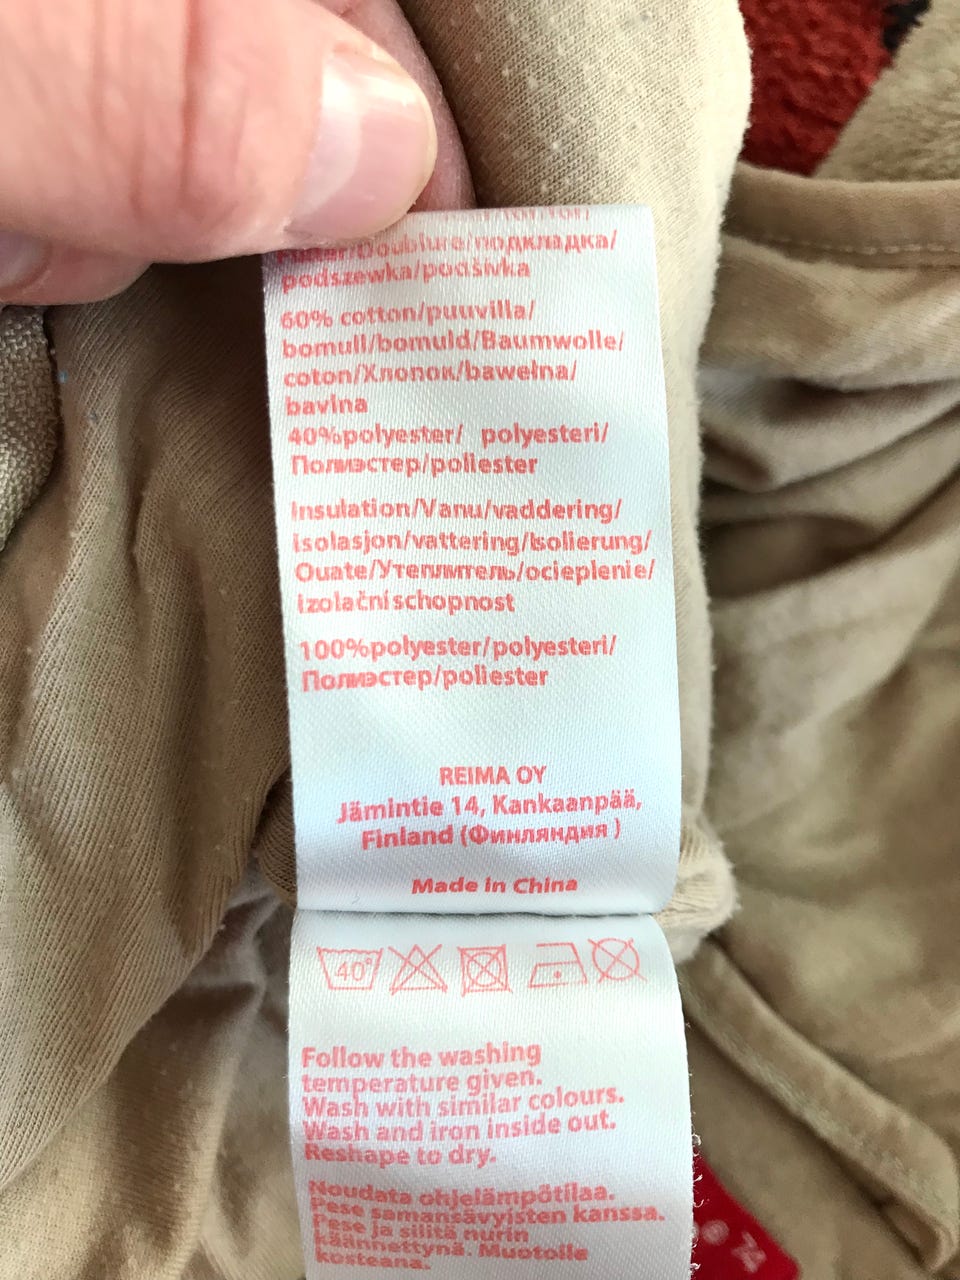 /Doublure/подкладка/
podszewka/podšívka
60% cotton/puuvilla/
bomull/bomuld/Baumwolle/
coton/Хлопок/bawełna/
bavlna
40%polyester/ polyesteri/
Полиэстер/poliester
Insulation/Vanu/vaddering/
isolasjon/vattering/Isolierung/
Ouate/Утеплитель/ocieplenie/
izolační schopnost
100%polyester/polyesteri/
Полиэстер/poliester
REIMA OY
Jämintie 14, Kankaanpää,
Finland (Финляндия )
Made in China
40°
Follow the washing
temperature given.
Wash with similar colours.
Wash and iron inside out.
Reshape to dry.
Noudata ohjelämpötilaa.
Pese samansävyisten kanssa.
Pese ja silitä nurin
käännettynä. Muotoile
kosteana.
74